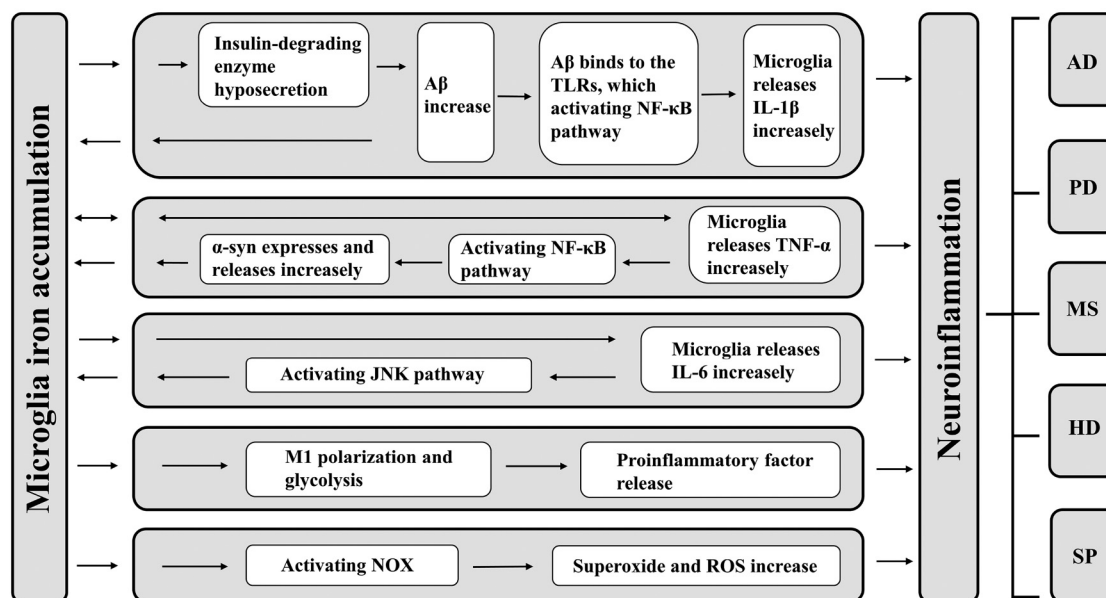 Microglia iron accumulation
Insulin-degrading
enzyme
hyposecretion
Aβ
increase
Aβ binds to the
TLRs, which
activating NF-κB
pathway
Microglia
releases
IL-1β
increasely
α-syn expresses and
releases increasely
Activating NF-κB
pathway
Microglia
releases TNF-α
increasely
Activating JNK pathway
Microglia releases
IL-6 increasely
M1 polarization and
glycolysis
Proinflammatory factor
release
Activating NOX
Superoxide and ROS increase
Neuroinflammation
AD
PD
MS
HD
SP